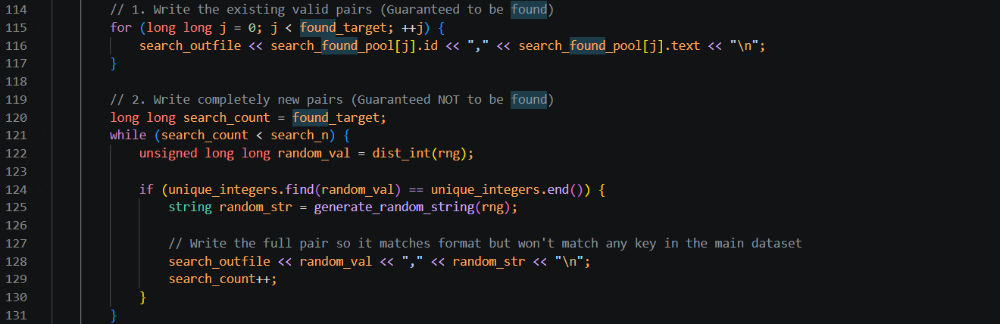 114 // 1. Write the existing valid pairs (Guaranteed to be found)
115 for (long long j = 0; j < found_target; ++j) {
116 search_outfile << search_found_pool[j].id << "," << search_found_pool[j].text << "\n";
117 }
118
119 // 2. Write completely new pairs (Guaranteed NOT to be found)
120 long long search_count = found_target;
121 while (search_count < search_n) {
122 unsigned long long random_val = dist_int(rng);
123
124 if (unique_integers.find(random_val) == unique_integers.end()) {
125 string random_str = generate_random_string(rng);
126
127 // Write the full pair so it matches format but won't match any key in the main dataset
128 search_outfile << random_val << "," << random_str << "\n";
129 search_count++;
130 }
131 }